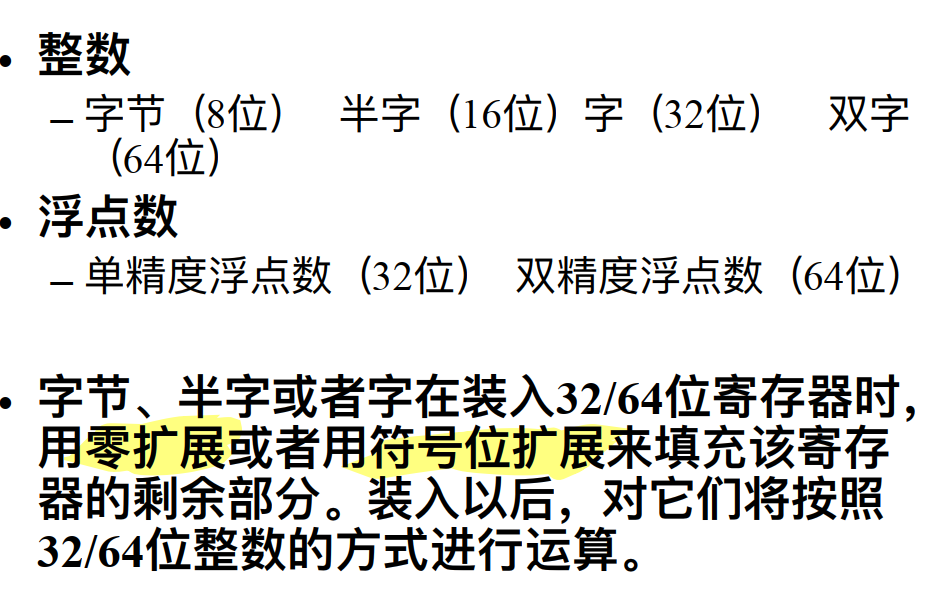 • 整数
– 字节（8位） 半字（16位）字（32位） 双字
（64位）
• 浮点数
– 单精度浮点数（32位） 双精度浮点数（64位）
• 字节、半字或者字在装入32/64位寄存器时，
用零扩展或者用符号位扩展来填充该寄存
器的剩余部分。装入以后，对它们将按照
32/64位整数的方式进行运算。